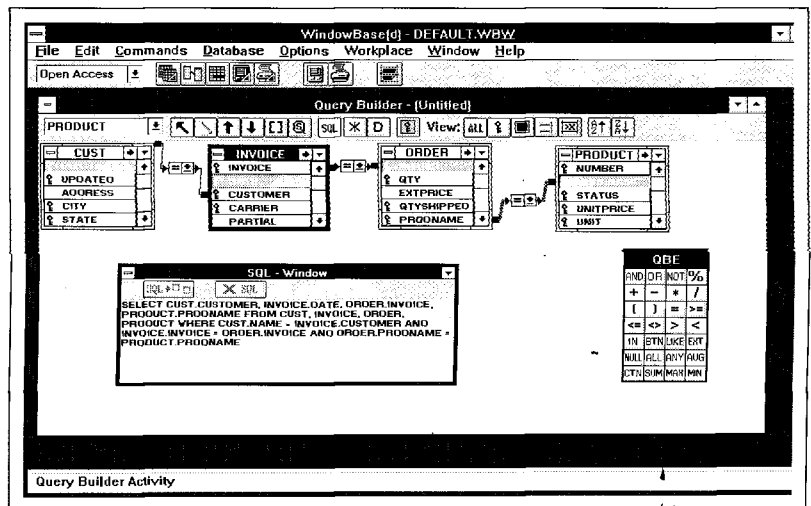 WindowBase(d) - DEFAULT.WBW
File Edit Commands Database Options Workplace Window Help
Open Access
Query Builder - (Untitled)
PRODUCT SQL D View: ALL
CUST
UPDATED
ADDRESS
CITY
STATE
=
INVOICE
INVOICE
CUSTOMER
CARRIER
PARTIAL
=
ORDER
QTY
EXTPRICE
QTYSHIPPED
PRODNAME
=
PRODUCT
NUMBER
STATUS
UNITPRICE
UNIT
SQL - Window
SQL X SQL
SELECT CUST.CUSTOMER, INVOICE.DATE, ORDER.INVOICE,
PRODUCT.PRODNAME FROM CUST, INVOICE, ORDER,
PRODUCT WHERE CUST.NAME = INVOICE.CUSTOMER AND
INVOICE.INVOICE = ORDER.INVOICE AND ORDER.PRODNAME =
PRODUCT.PRODNAME
QBE
AND OR NOT %
+ - * /
( ) = >=
<= <> > <
IN BTN LIKE EXT
NULL ALL ANY AVG
CTN SUM MAX MIN
Query Builder Activity